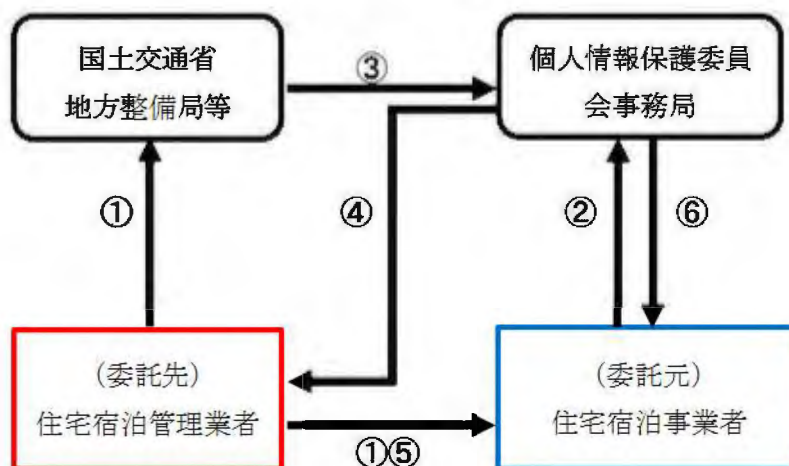 国土交通省
地方整備局等
③
個人情報保護委員
会事務局
①
④
②
⑥
（委託先）
住宅宿泊管理業者
①⑤
（委託元）
住宅宿泊事業者